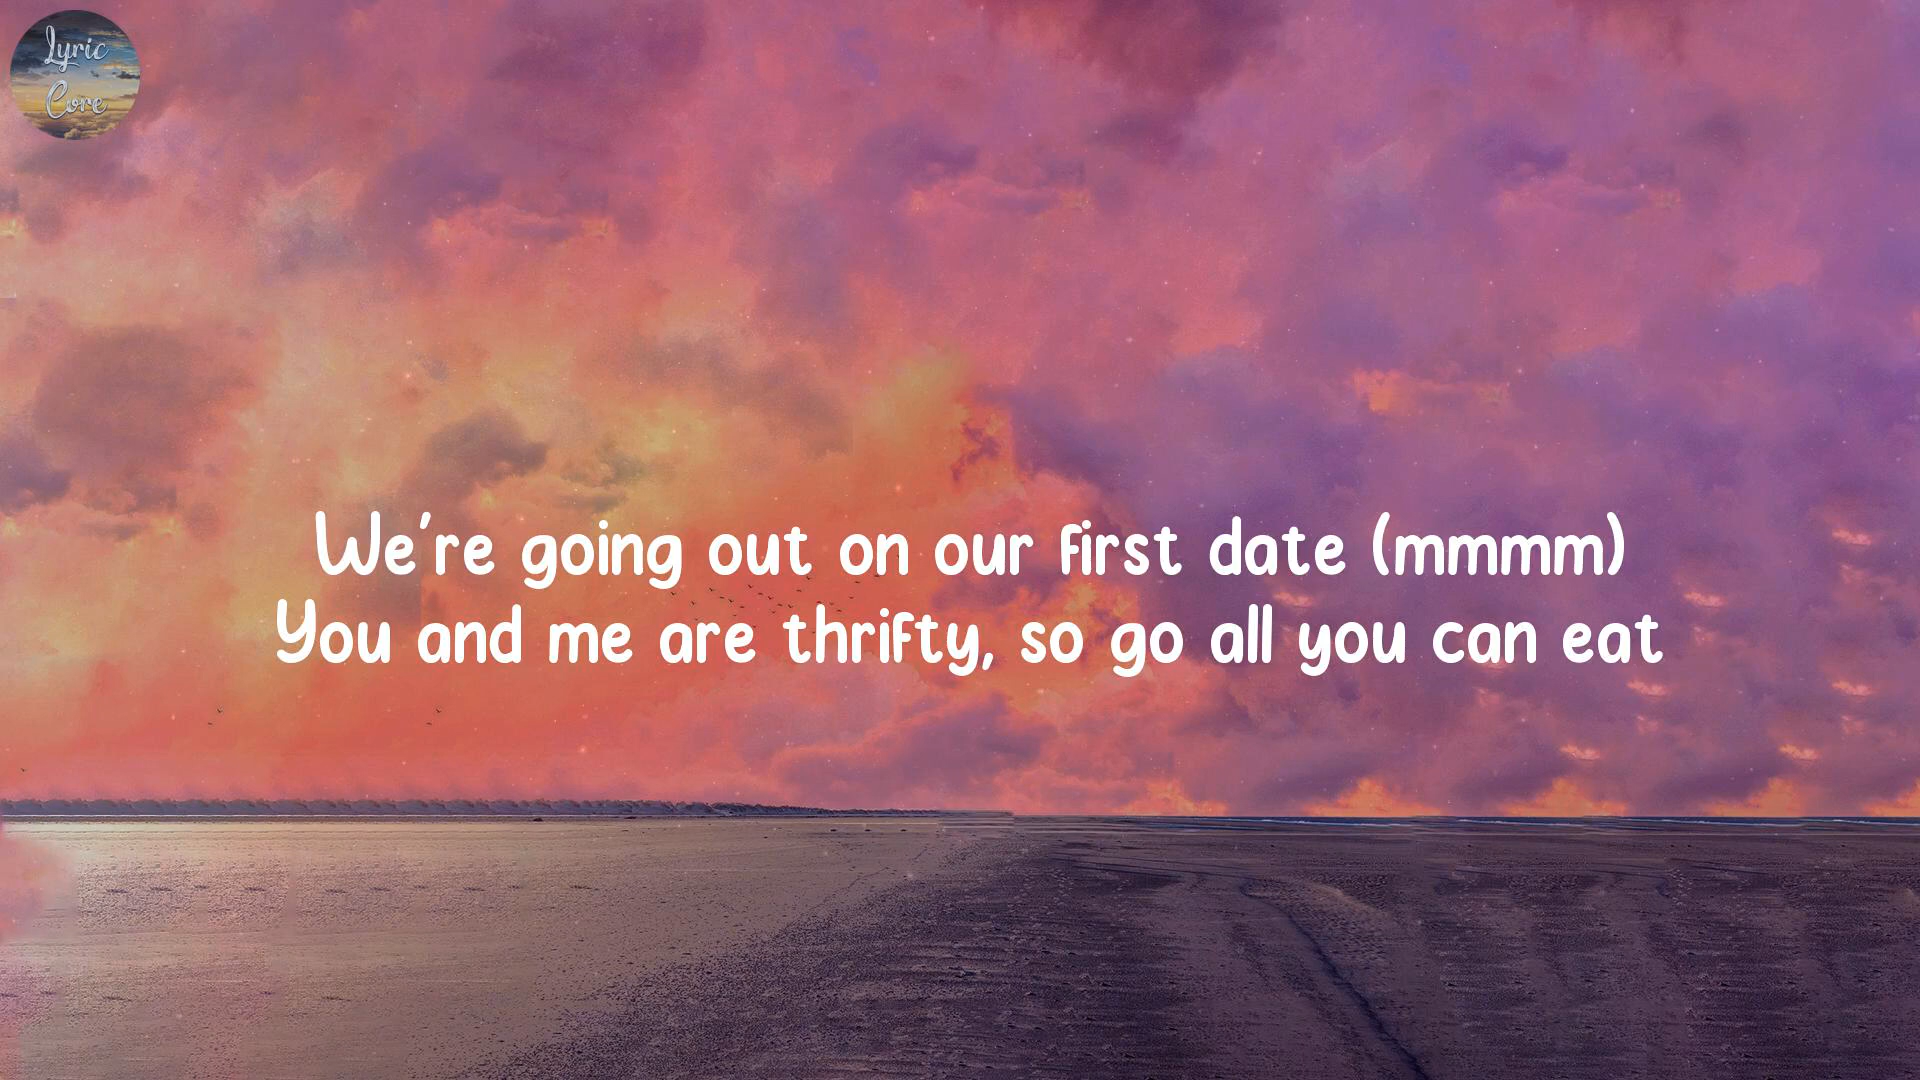 Lyric
Core
We're going out on our first date (mmmm)
You and me are thrifty, so go all you can eat